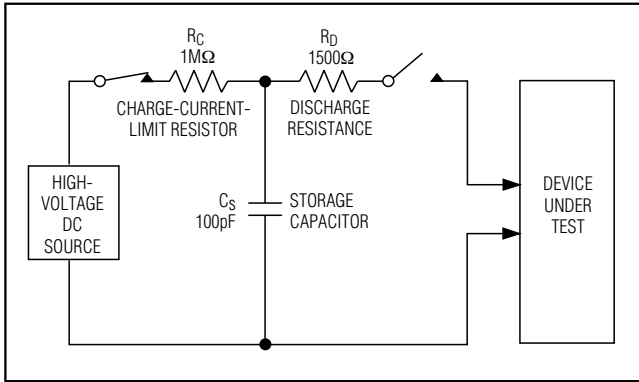 R_C
1MΩ
CHARGE-CURRENT-
LIMIT RESISTOR
R_D
1500Ω
DISCHARGE
RESISTANCE
HIGH-
VOLTAGE
DC
SOURCE
C_S
100pF
STORAGE
CAPACITOR
DEVICE
UNDER
TEST